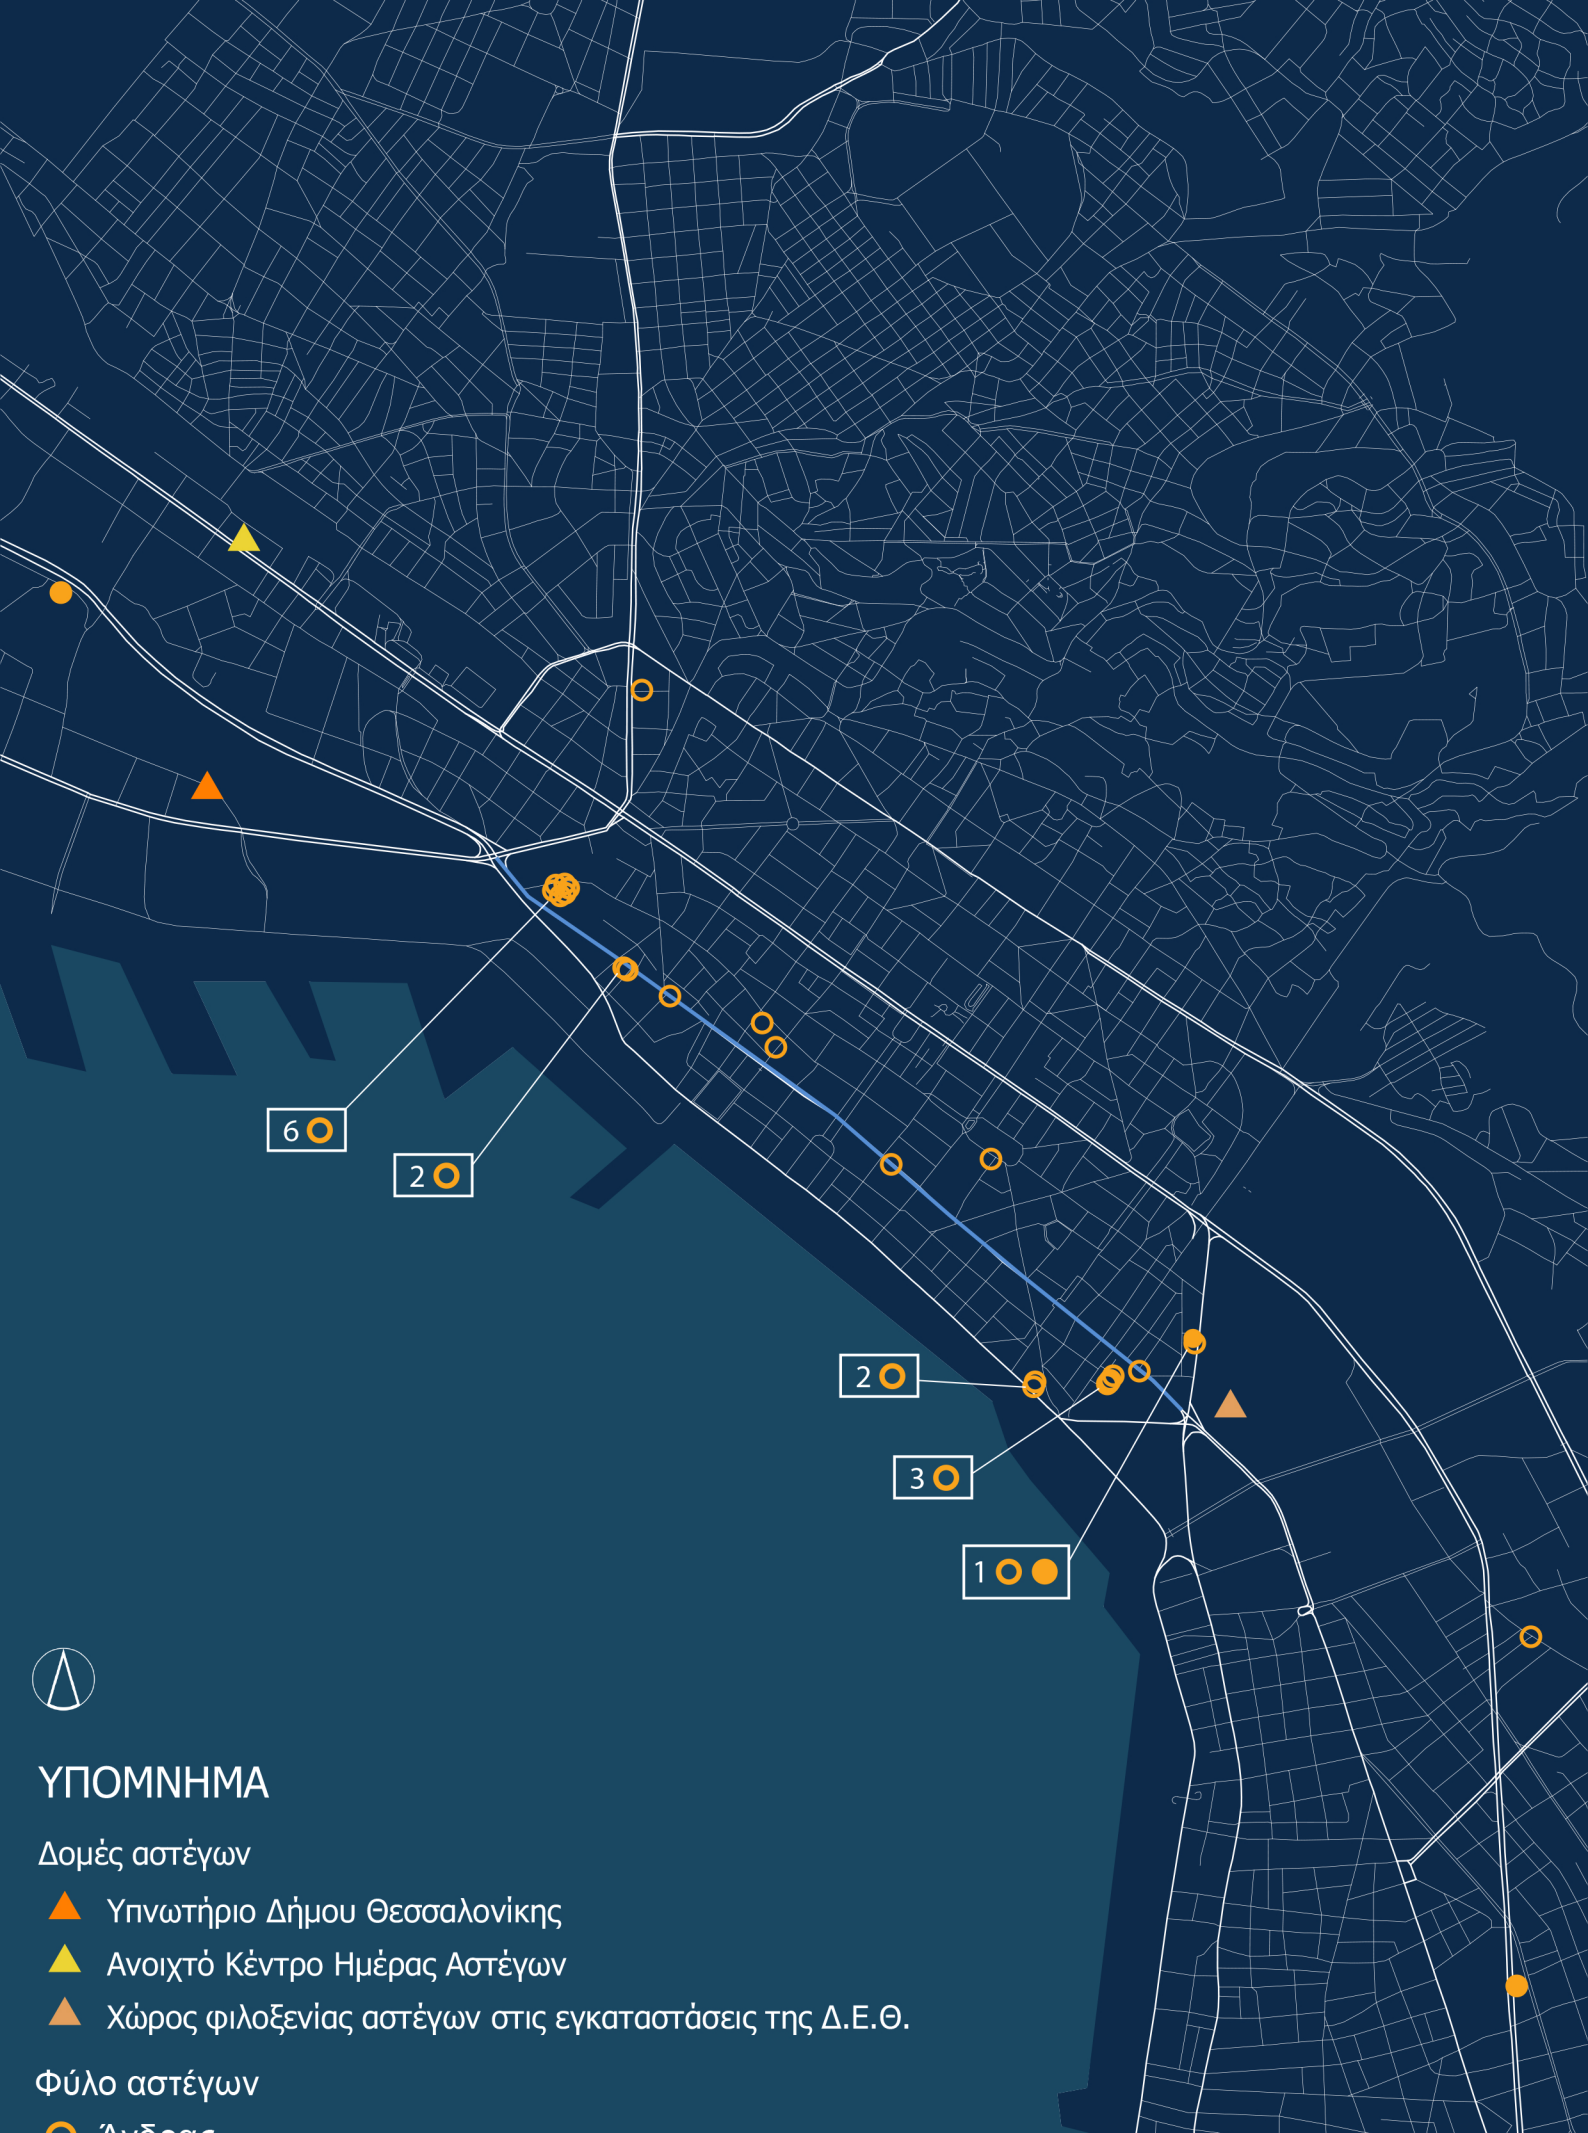 6
2
2
3
1
ΥΠΟΜΝΗΜΑ
Δομές αστέγων
Υπνωτήριο Δήμου Θεσσαλονίκης
Ανοιχτό Κέντρο Ημέρας Αστέγων
Χώρος φιλοξενίας αστέγων στις εγκαταστάσεις της Δ.Ε.Θ.
Φύλο αστέγων
Άνδρας